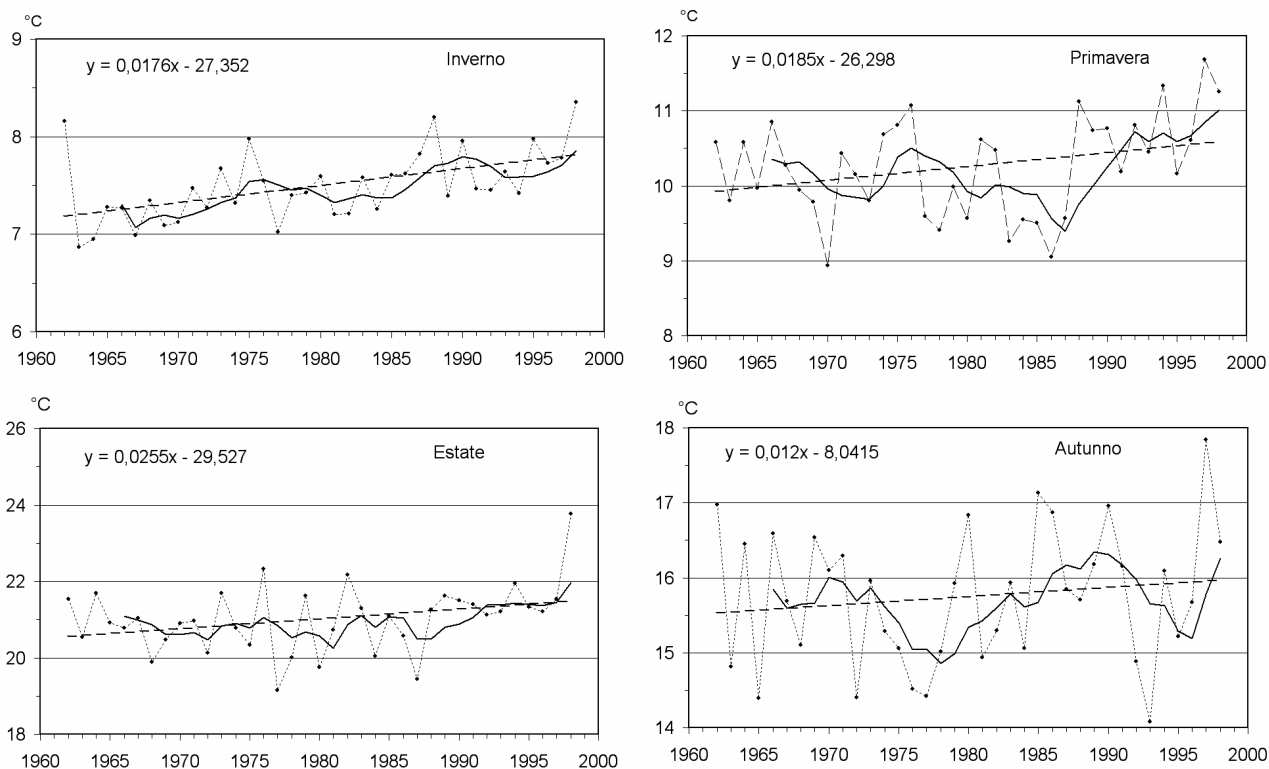 °C
9
8
7
6
y = 0,0176x - 27,352
Inverno
1960 1965 1970 1975 1980 1985 1990 1995 2000
°C
12
11
10
9
8
y = 0,0185x - 26,298
Primavera
1960 1965 1970 1975 1980 1985 1990 1995 2000
°C
26
24
22
20
18
y = 0,0255x - 29,527
Estate
1960 1965 1970 1975 1980 1985 1990 1995 2000
°C
18
17
16
15
14
y = 0,012x - 8,0415
Autunno
1960 1965 1970 1975 1980 1985 1990 1995 2000